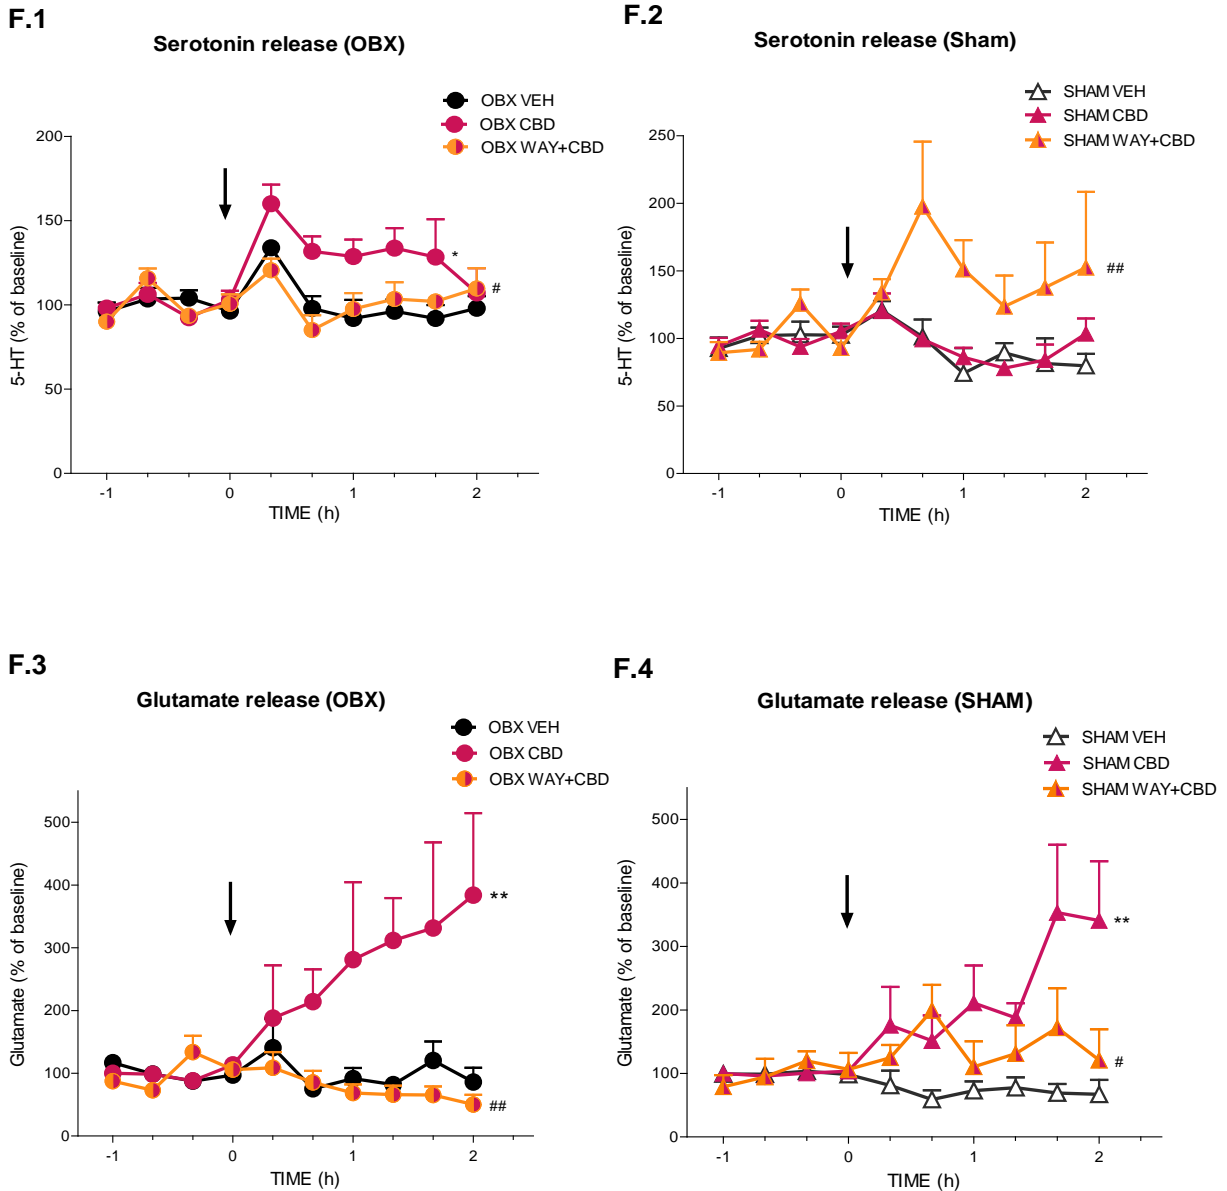 F.1
Serotonin release (OBX)
OBX VEH
OBX CBD
OBX WAY+CBD
200
150
100
50
0
5-HT (% of baseline)
*
#
-1
0
1
2
TIME (h)
F.2
Serotonin release (Sham)
SHAM VEH
SHAM CBD
SHAM WAY+CBD
250
200
150
100
50
0
5-HT (% of baseline)
##
-1
0
1
2
TIME (h)
F.3
Glutamate release (OBX)
OBX VEH
OBX CBD
OBX WAY+CBD
500
400
300
200
100
0
Glutamate (% of baseline)
**
##
-1
0
1
2
TIME (h)
F.4
Glutamate release (SHAM)
SHAM VEH
SHAM CBD
SHAM WAY+CBD
500
400
300
200
100
0
Glutamate (% of baseline)
**
#
-1
0
1
2
TIME (h)